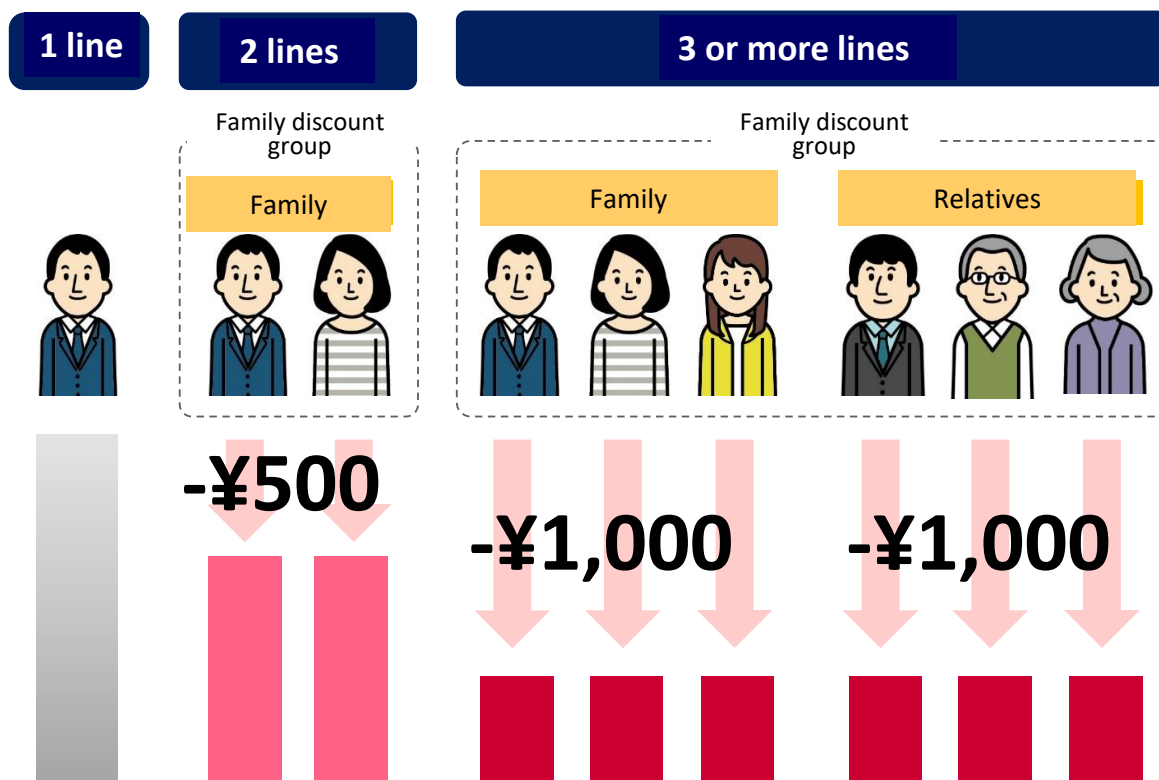 1 line
2 lines
3 or more lines
Family discount
group
Family discount
group
Family
Family
Relatives
-¥500
-¥1,000
-¥1,000